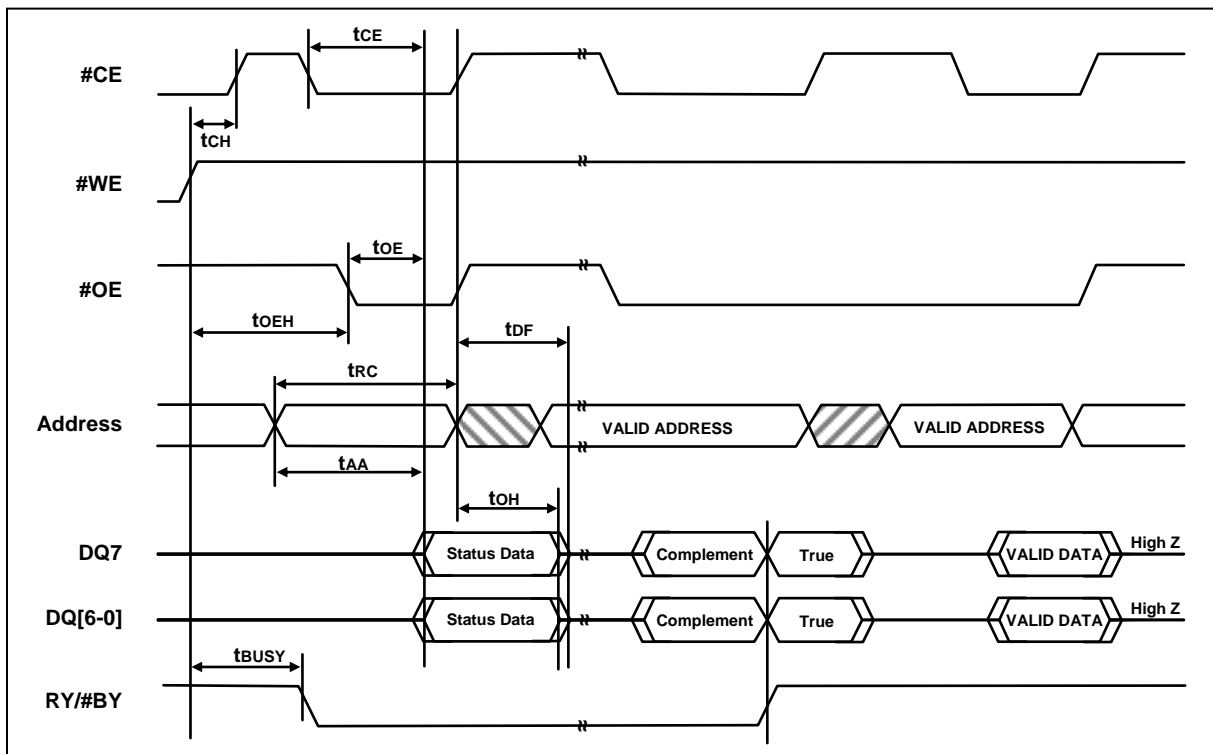 tCE
#CE
tCH
#WE
tOE
#OE
tOEH
tDF
tRC
Address
VALID ADDRESS
VALID ADDRESS
tAA
tOH
DQ7
Status Data
Complement
True
VALID DATA
High Z
DQ[6-0]
Status Data
Complement
True
VALID DATA
High Z
tBUSY
RY/#BY